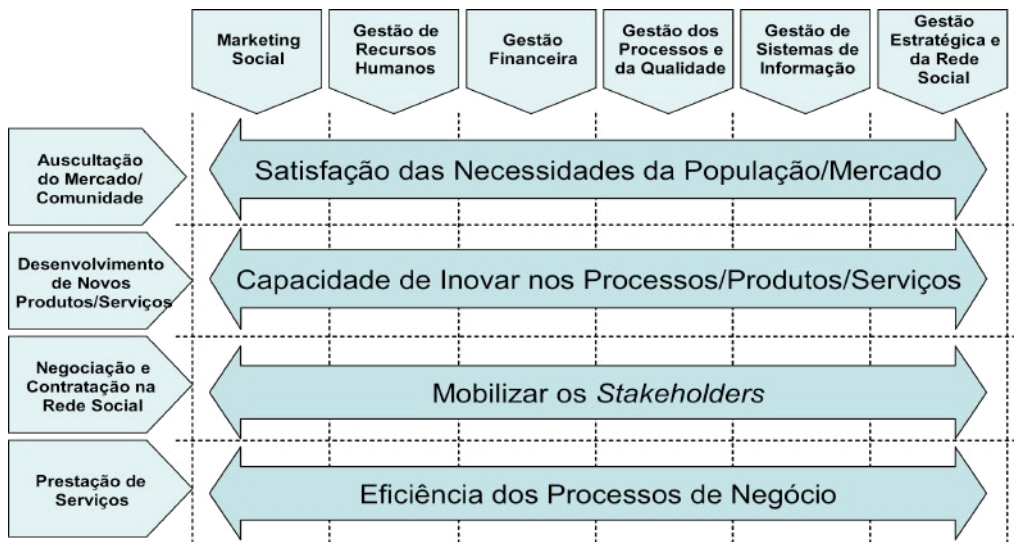 Marketing
Social
Gestão de
Recursos
Humanos
Gestão
Financeira
Gestão dos
Processos e
da Qualidade
Gestão de
Sistemas de
Informação
Gestão
Estratégica e
da Rede
Social
Auscultação
do Mercado/
Comunidade
Satisfação das Necessidades da População/Mercado
Desenvolvimento
de Novos
Produtos/Serviços
Capacidade de Inovar nos Processos/Produtos/Serviços
Negociação e
Contratação na
Rede Social
Mobilizar os Stakeholders
Prestação de
Serviços
Eficiência dos Processos de Negócio